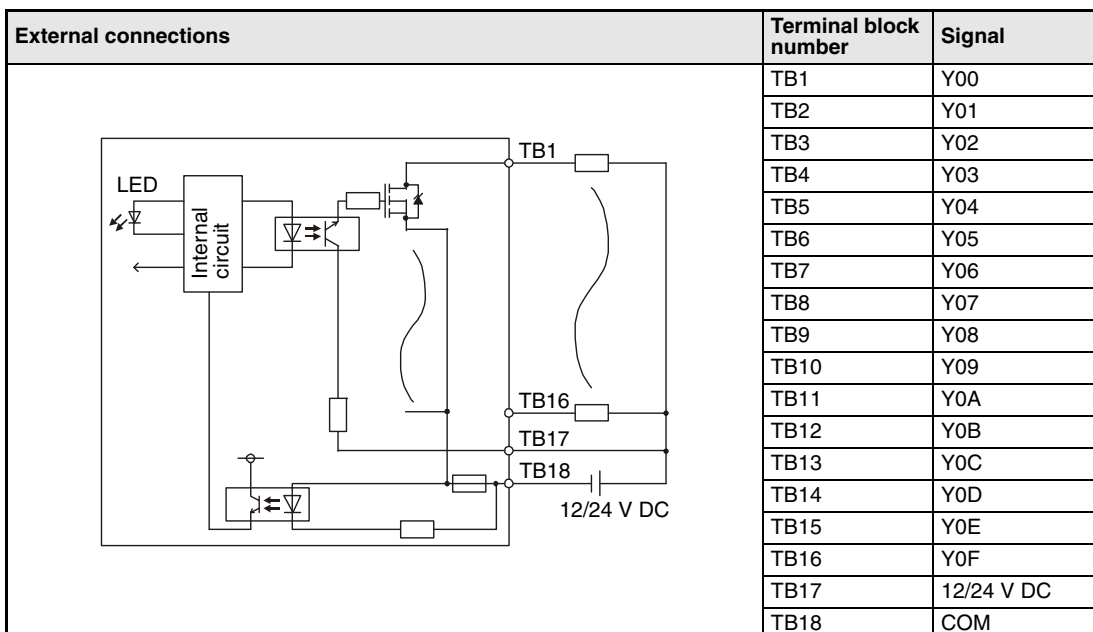 External connections
Terminal block
number
Signal
TB1 Y00
TB2 Y01
TB3 Y02
TB4 Y03
TB5 Y04
TB6 Y05
TB7 Y06
TB8 Y07
TB9 Y08
TB10 Y09
TB11 Y0A
TB12 Y0B
TB13 Y0C
TB14 Y0D
TB15 Y0E
TB16 Y0F
TB17 12/24 V DC
TB18 COM
LED
Internal
circuit
TB1
TB16
TB17
TB18
12/24 V DC